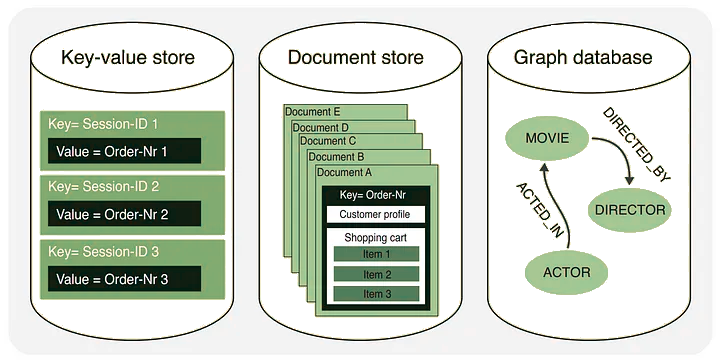 Key-value store
Key= Session-ID 1
Value = Order-Nr 1
Key= Session-ID 2
Value = Order-Nr 2
Key= Session-ID 3
Value = Order-Nr 3
Document store
Document E
Document D
Document C
Document B
Document A
Key= Order-Nr
Customer profile
Shopping cart
Item 1
Item 2
Item 3
Graph database
MOVIE
DIRECTED_BY
DIRECTOR
ACTED_IN
ACTOR